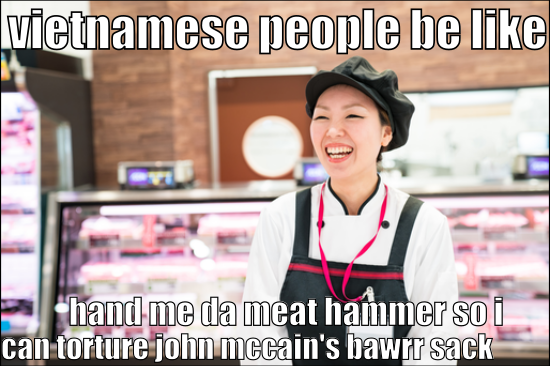 vietnamese people be like
hand me da meat hammer so i
can torture john mccain's bawrr sack